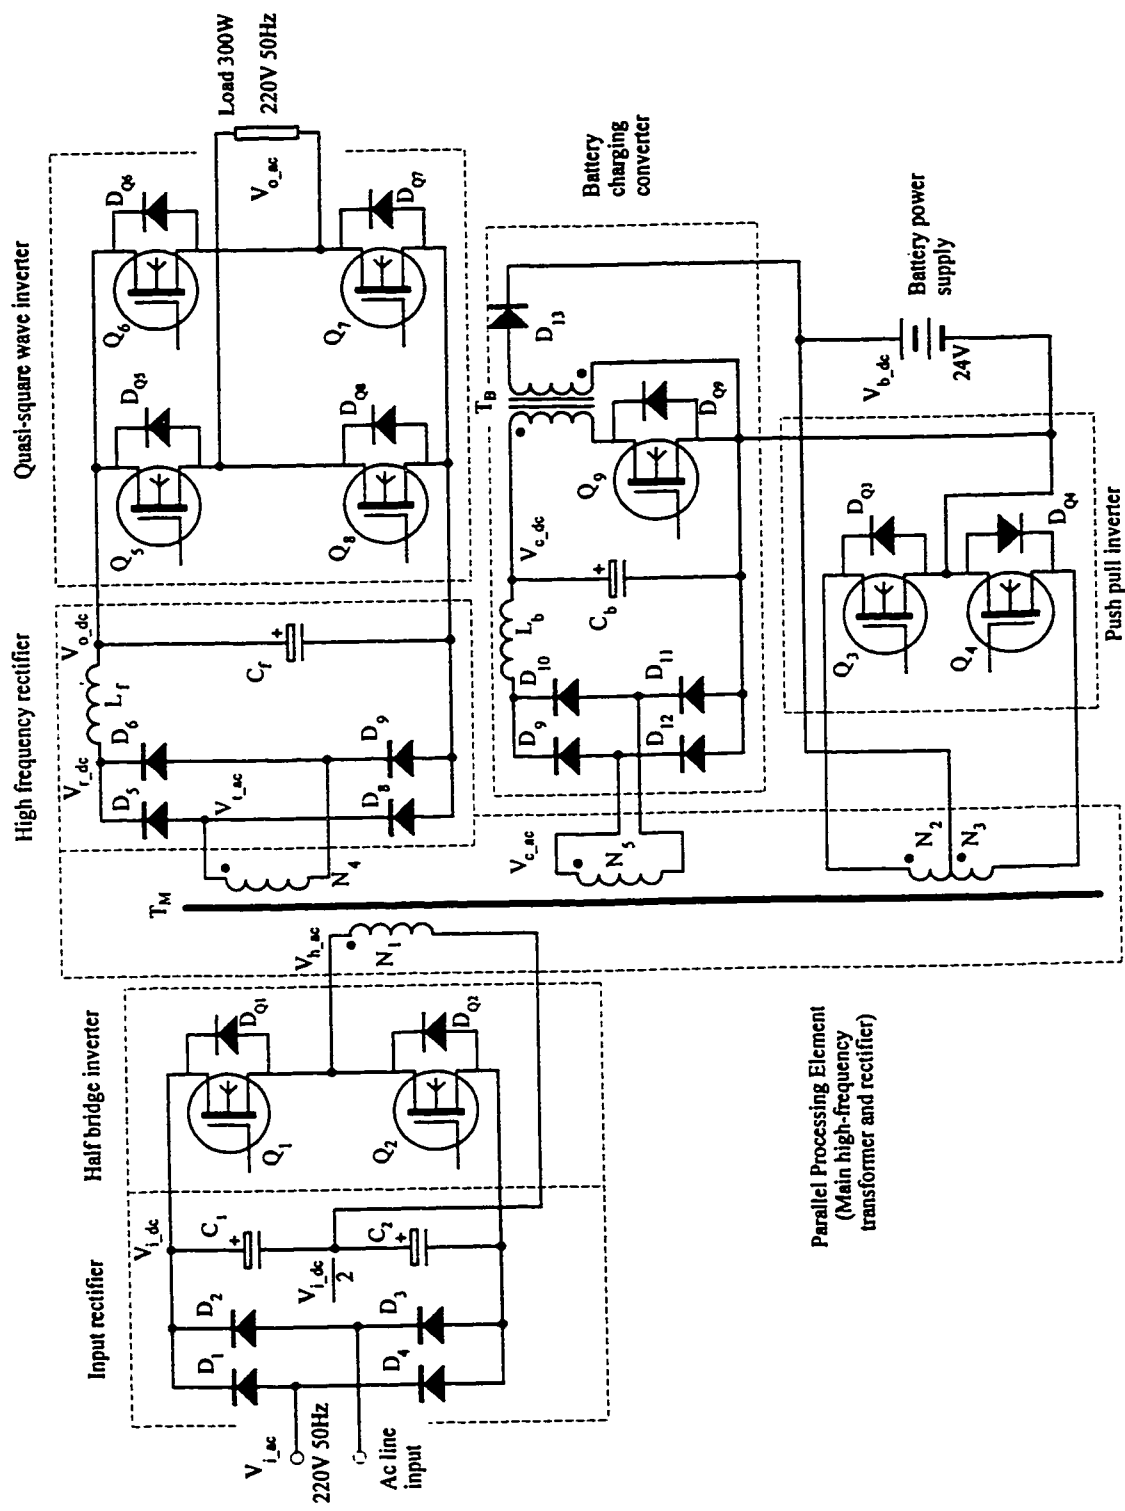 Input rectifier
Half bridge inverter
High frequency rectifier
Quasi-square wave inverter
V_i_ac
220V 50Hz
Ac line
input
D_1
D_2
D_3
D_4
V_i_dc
V_i_dc
2
C_1
+
C_2
+
Q_1
D_Q1
Q_2
D_Q2
V_h_ac
N_1
T_M
N_4
V_t_ac
V_r_dc
D_5
D_6
D_8
D_9
L_f
V_o_dc
C_f
+
Q_5
D_Q5
Q_6
D_Q6
Q_8
D_Q8
Q_7
D_Q7
V_o_ac
Load 300W
220V 50Hz
V_c_ac
N_5
D_9
D_10
D_12
D_11
L_b
C_b
+
V_c_dc
Q_9
D_Q9
T_B
D_13
Battery
charging
converter
N_2
N_3
Q_3
D_Q3
Q_4
D_Q4
Push pull inverter
V_b_dc
24V
Battery power
supply
Parallel Processing Element
(Main high-frequency
transformer and rectifier)